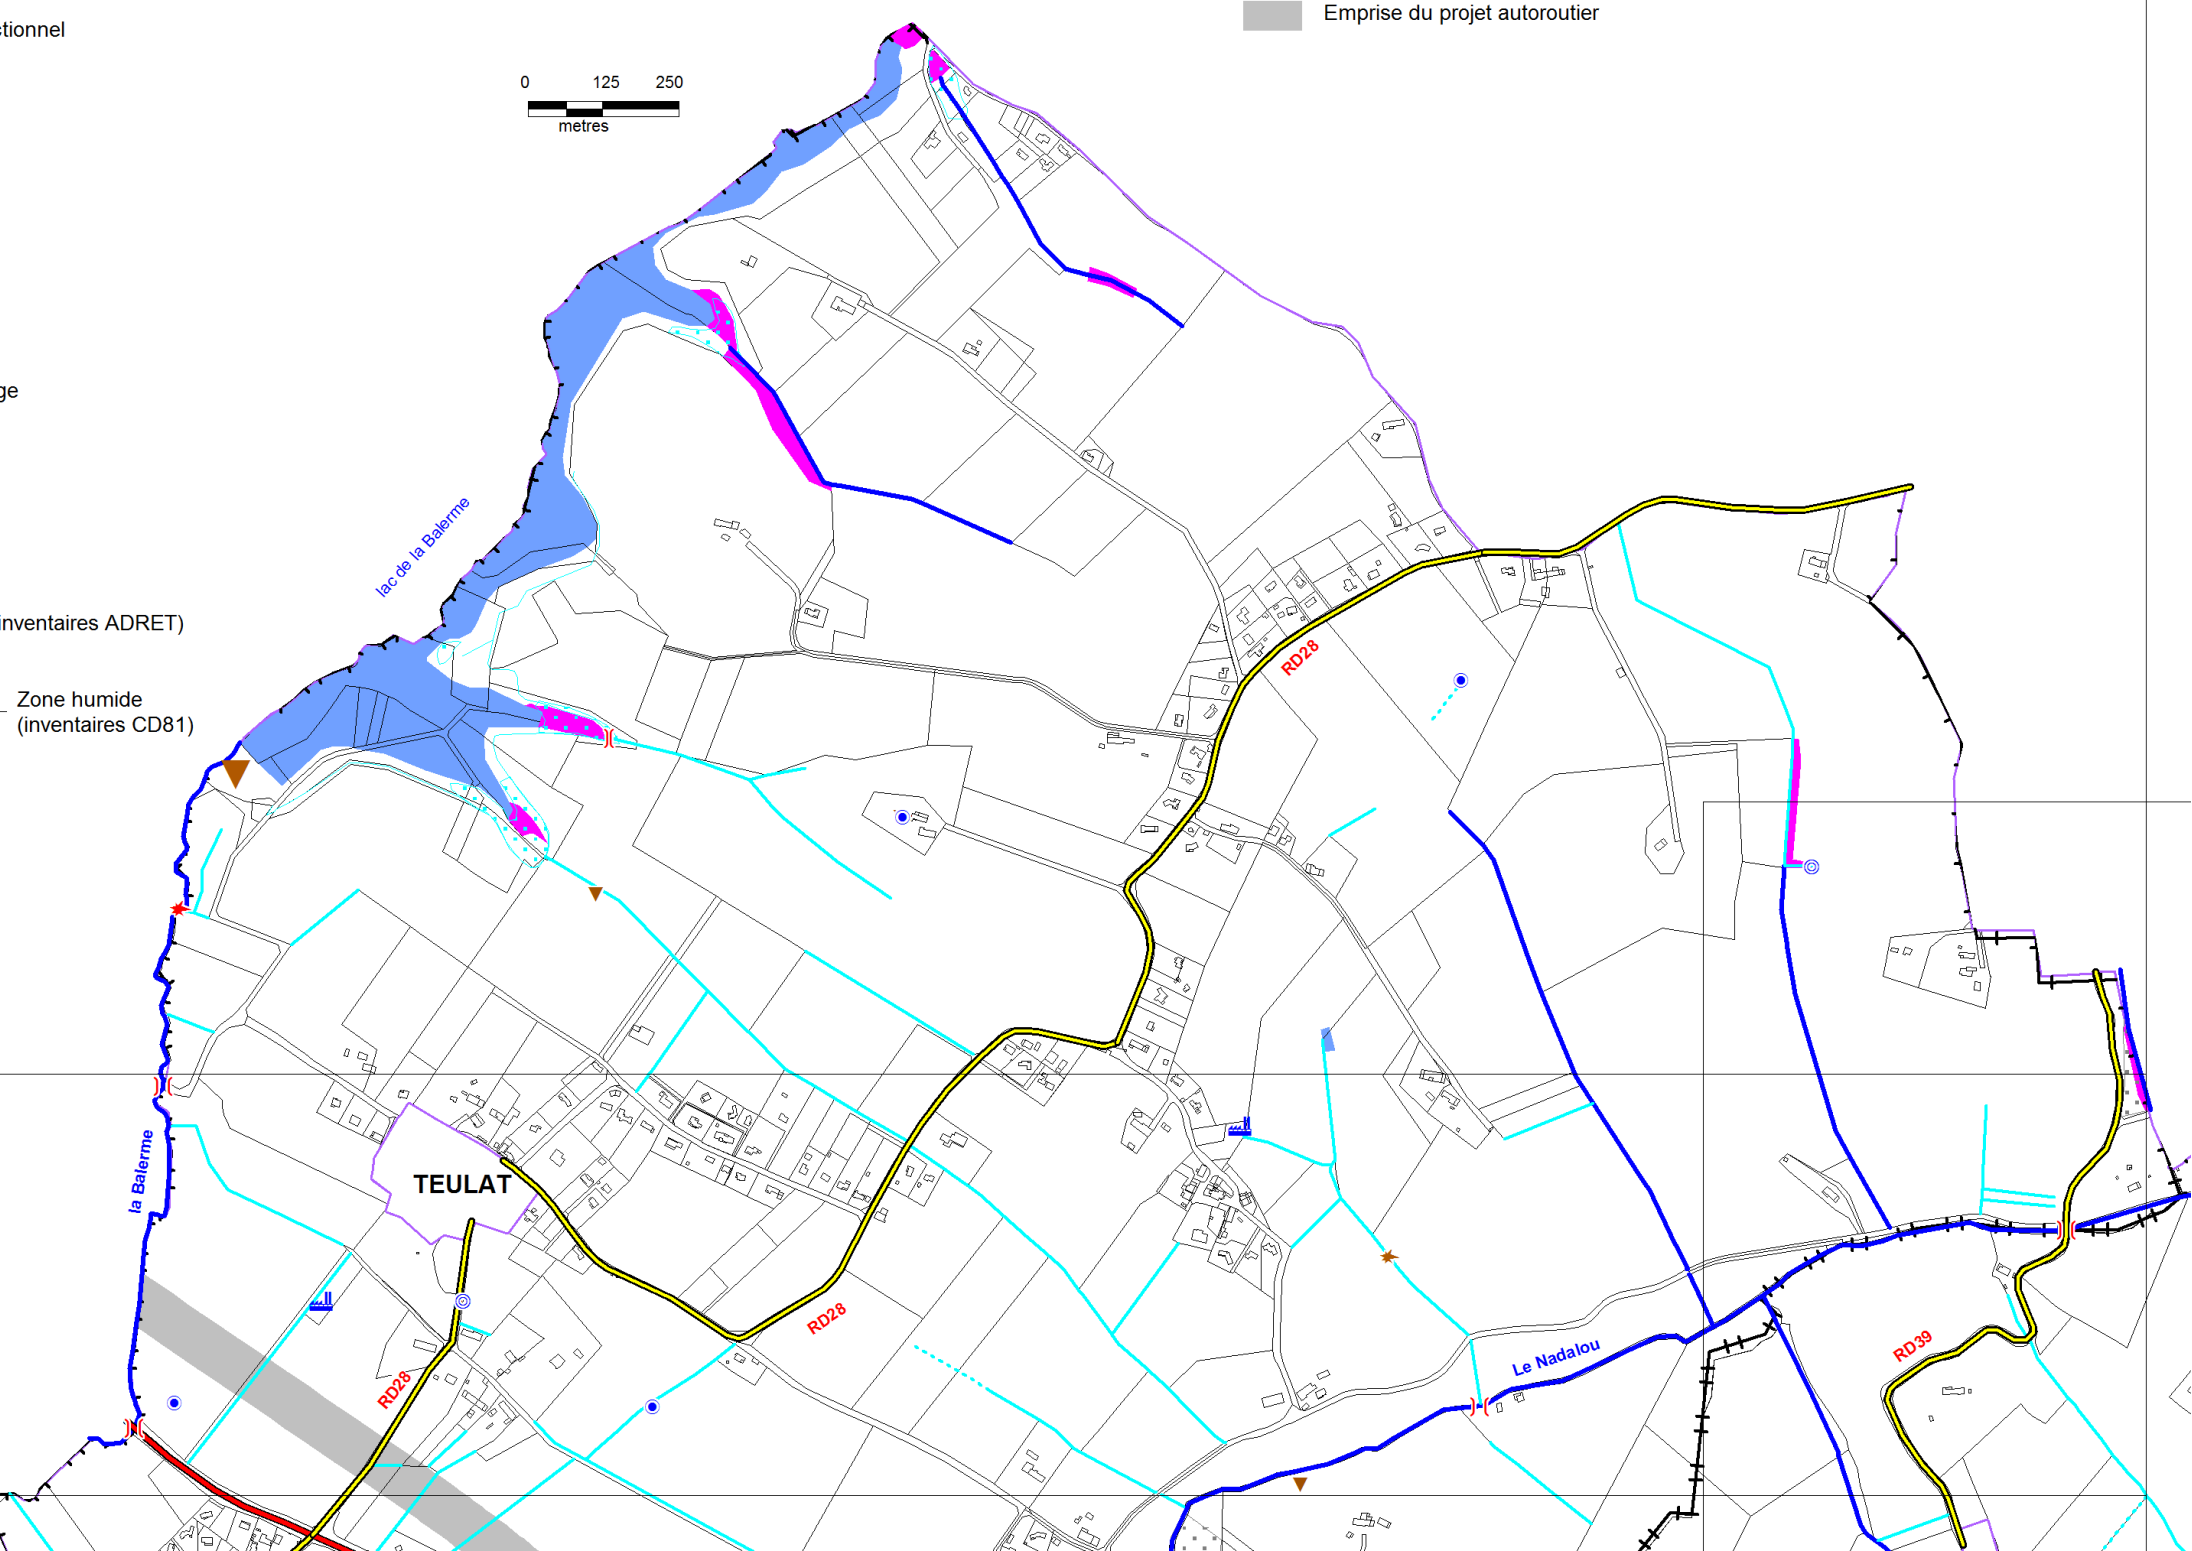 ctionnel
Emprise du projet autoroutier
0 125 250
metres
ge
lac de la Balerme
inventaires ADRET)
Zone humide
(inventaires CD81)
RD28
la Balerme
TEULAT
RD28
RD28
Le Nadalou
RD39